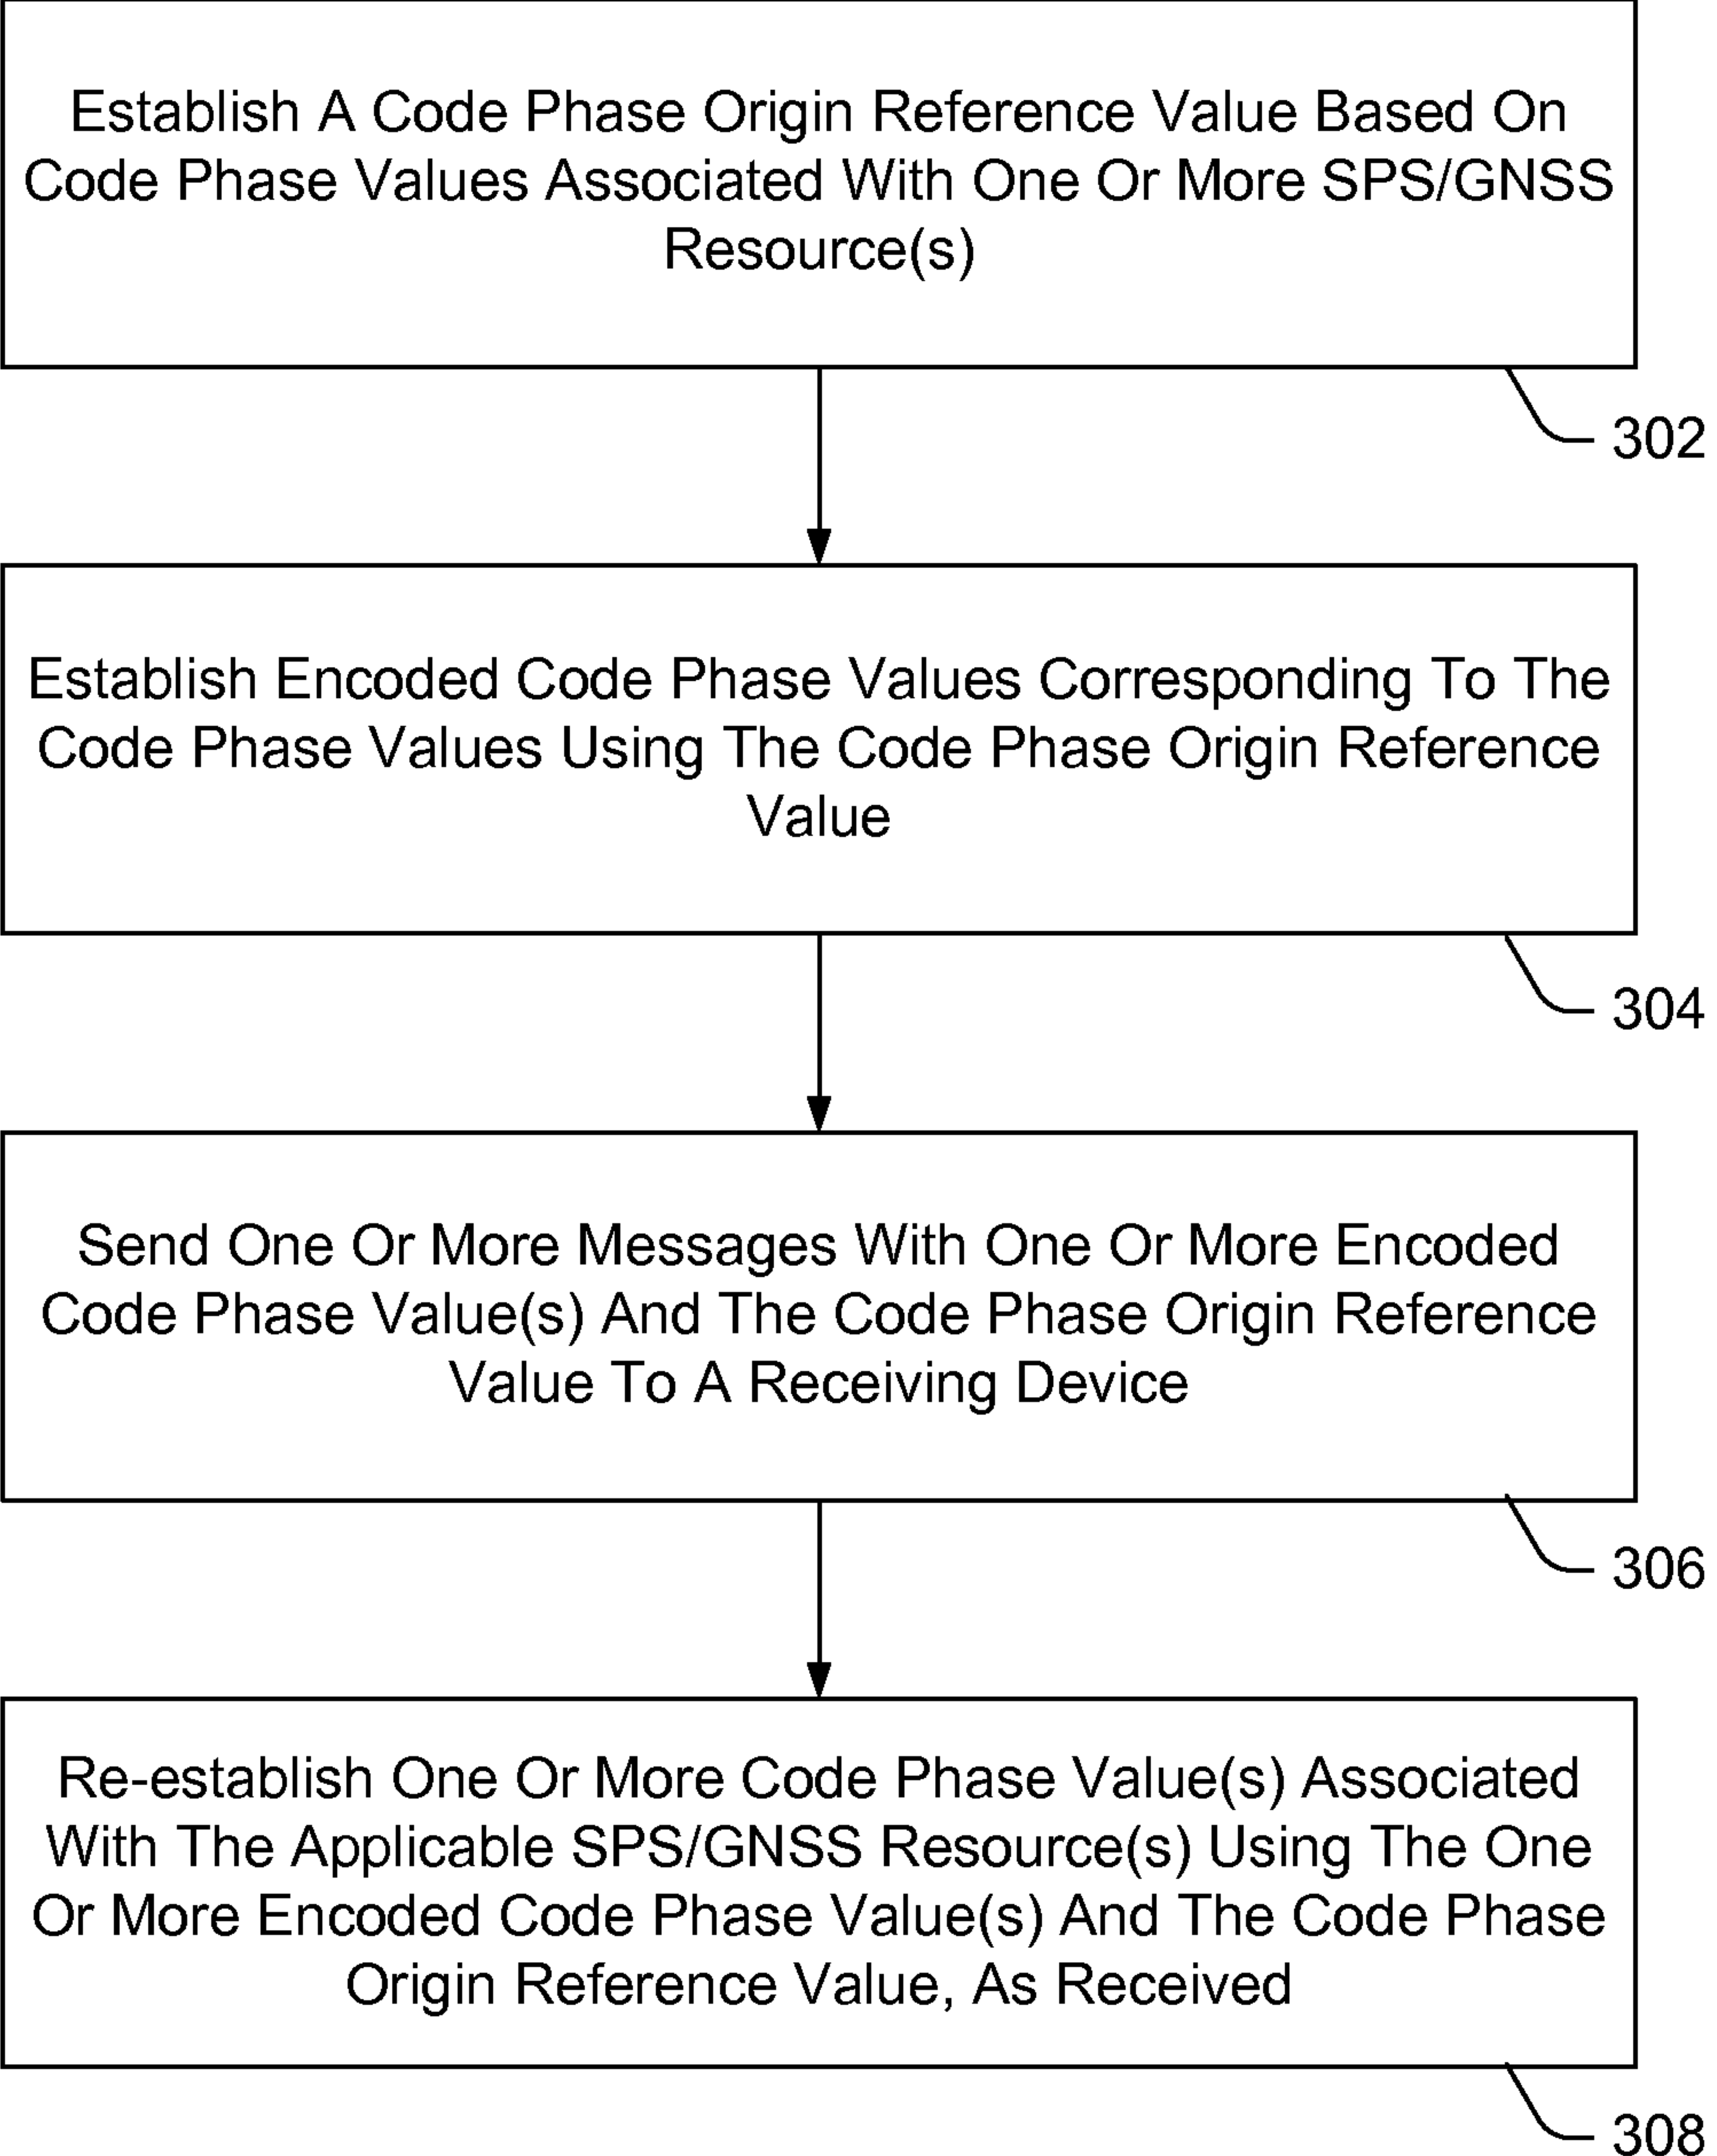 Establish A Code Phase Origin Reference Value Based On
Code Phase Values Associated With One Or More SPS/GNSS
Resource(s)
302
Establish Encoded Code Phase Values Corresponding To The
Code Phase Values Using The Code Phase Origin Reference
Value
304
Send One Or More Messages With One Or More Encoded
Code Phase Value(s) And The Code Phase Origin Reference
Value To A Receiving Device
306
Re-establish One Or More Code Phase Value(s) Associated
With The Applicable SPS/GNSS Resource(s) Using The One
Or More Encoded Code Phase Value(s) And The Code Phase
Origin Reference Value, As Received
308